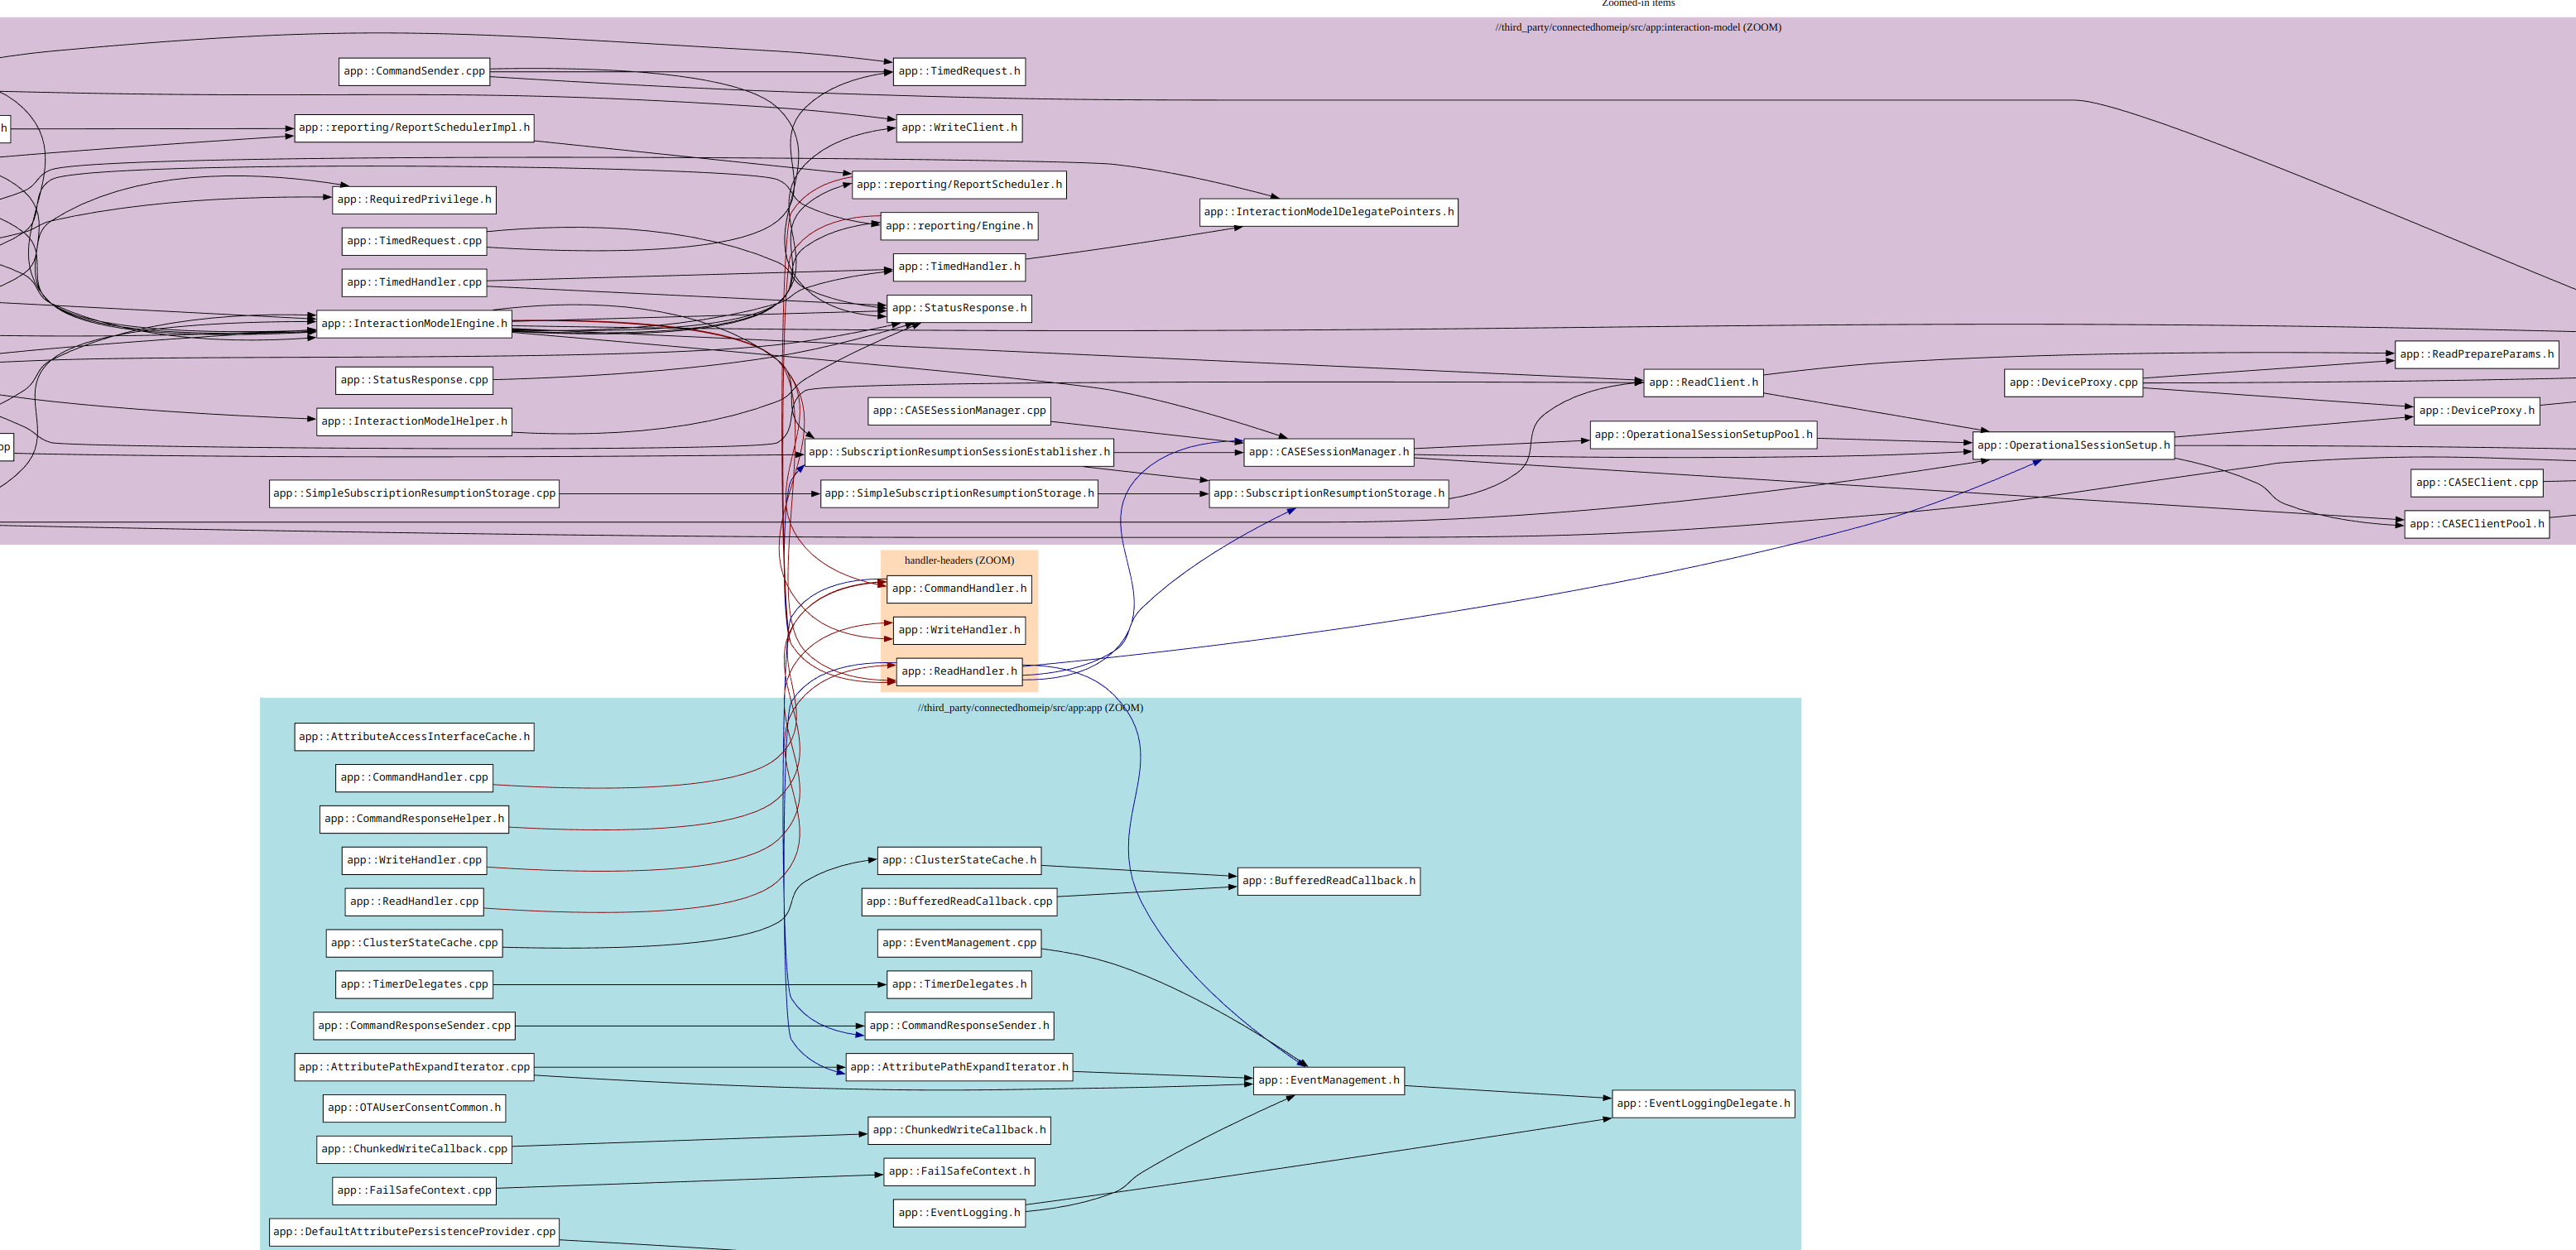 Zoomed-in items
//third_party/connectedhomeip/src/app:interaction-model (ZOOM)
app::CommandSender.cpp
app::TimedRequest.h
h
app::reporting/ReportSchedulerImpl.h
app::WriteClient.h
app::reporting/ReportScheduler.h
app::RequiredPrivilege.h
app::InteractionModelDelegatePointers.h
app::reporting/Engine.h
app::TimedRequest.cpp
app::TimedHandler.h
app::TimedHandler.cpp
app::StatusResponse.h
app::InteractionModelEngine.h
app::ReadPrepareParams.h
app::StatusResponse.cpp
app::ReadClient.h
app::DeviceProxy.cpp
app::CASESessionManager.cpp
app::DeviceProxy.h
app::InteractionModelHelper.h
app::OperationalSessionSetupPool.h
pp
app::SubscriptionResumptionSessionEstablisher.h
app::CASESessionManager.h
app::OperationalSessionSetup.h
app::CASEClient.cpp
app::SimpleSubscriptionResumptionStorage.cpp
app::SimpleSubscriptionResumptionStorage.h
app::SubscriptionResumptionStorage.h
app::CASEClientPool.h
handler-headers (ZOOM)
app::CommandHandler.h
app::WriteHandler.h
app::ReadHandler.h
//third_party/connectedhomeip/src/app:app (ZOOM)
app::AttributeAccessInterfaceCache.h
app::CommandHandler.cpp
app::CommandResponseHelper.h
app::WriteHandler.cpp
app::ClusterStateCache.h
app::BufferedReadCallback.h
app::ReadHandler.cpp
app::BufferedReadCallback.cpp
app::ClusterStateCache.cpp
app::EventManagement.cpp
app::TimerDelegates.cpp
app::TimerDelegates.h
app::CommandResponseSender.cpp
app::CommandResponseSender.h
app::AttributePathExpandIterator.cpp
app::AttributePathExpandIterator.h
app::EventManagement.h
app::EventLoggingDelegate.h
app::OTAUserConsentCommon.h
app::ChunkedWriteCallback.h
app::ChunkedWriteCallback.cpp
app::FailSafeContext.h
app::FailSafeContext.cpp
app::EventLogging.h
app::DefaultAttributePersistenceProvider.cpp